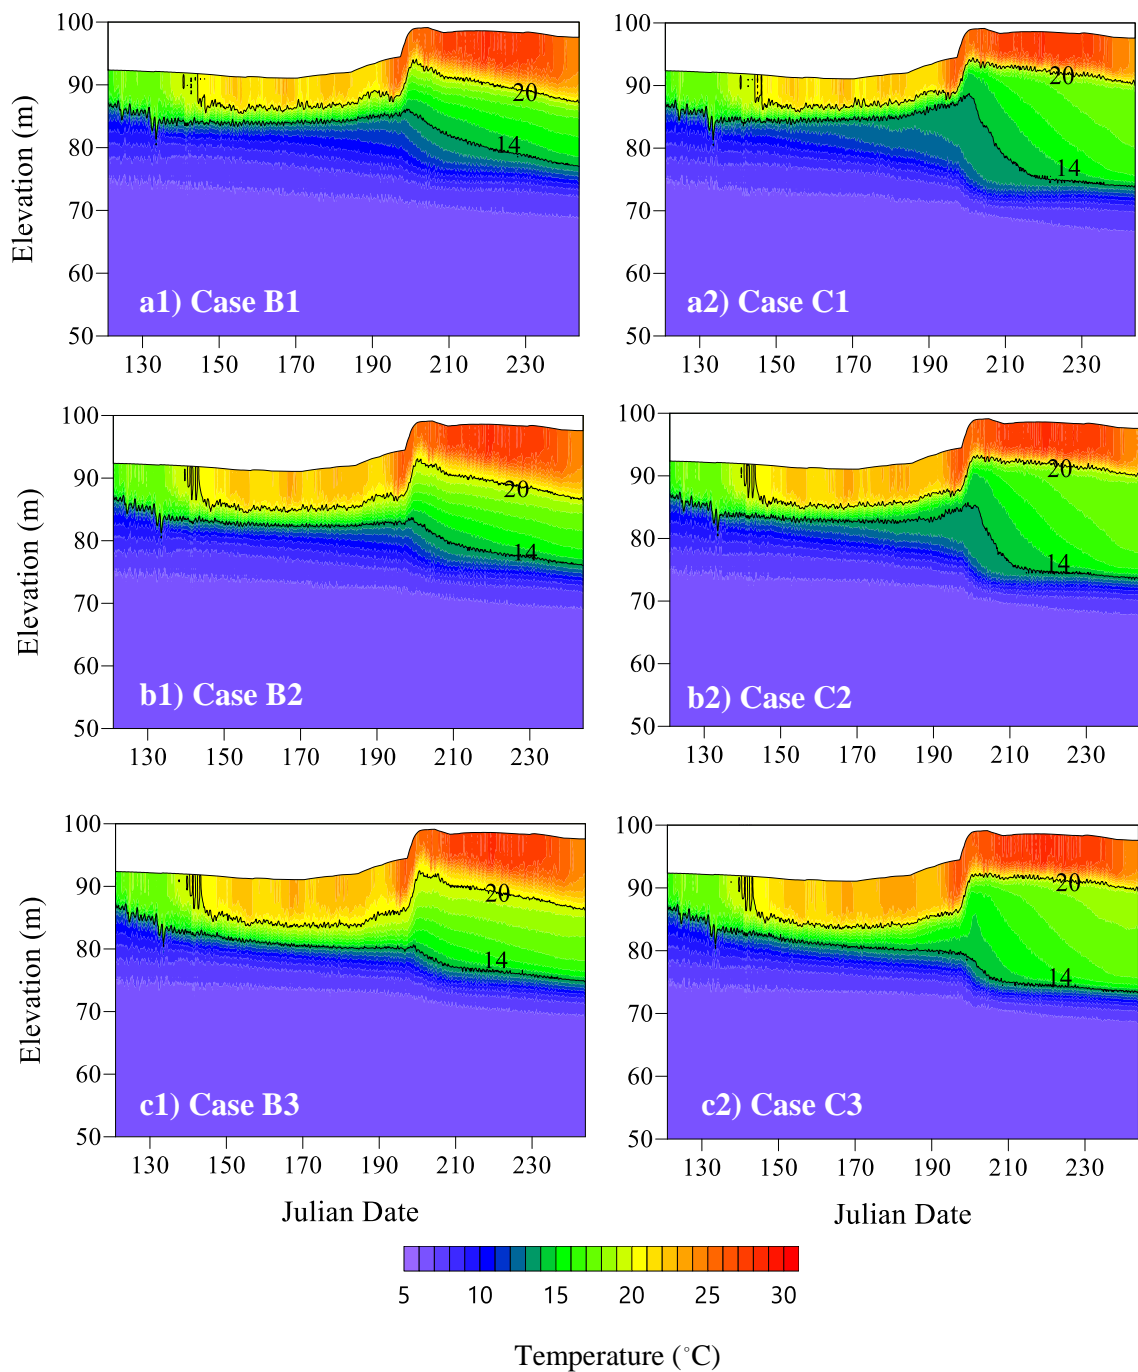 100
90
80
70
60
50
Elevation (m)
20
14
a1) Case B1
130 150 170 190 210 230
100
90
80
70
60
50
20
14
a2) Case C1
130 150 170 190 210 230
100
90
80
70
60
50
Elevation (m)
20
14
b1) Case B2
130 150 170 190 210 230
100
90
80
70
60
50
20
14
b2) Case C2
130 150 170 190 210 230
100
90
80
70
60
50
Elevation (m)
20
14
c1) Case B3
130 150 170 190 210 230
Julian Date
100
90
80
70
60
50
20
14
c2) Case C3
130 150 170 190 210 230
Julian Date
5 10 15 20 25 30
Temperature (°C)